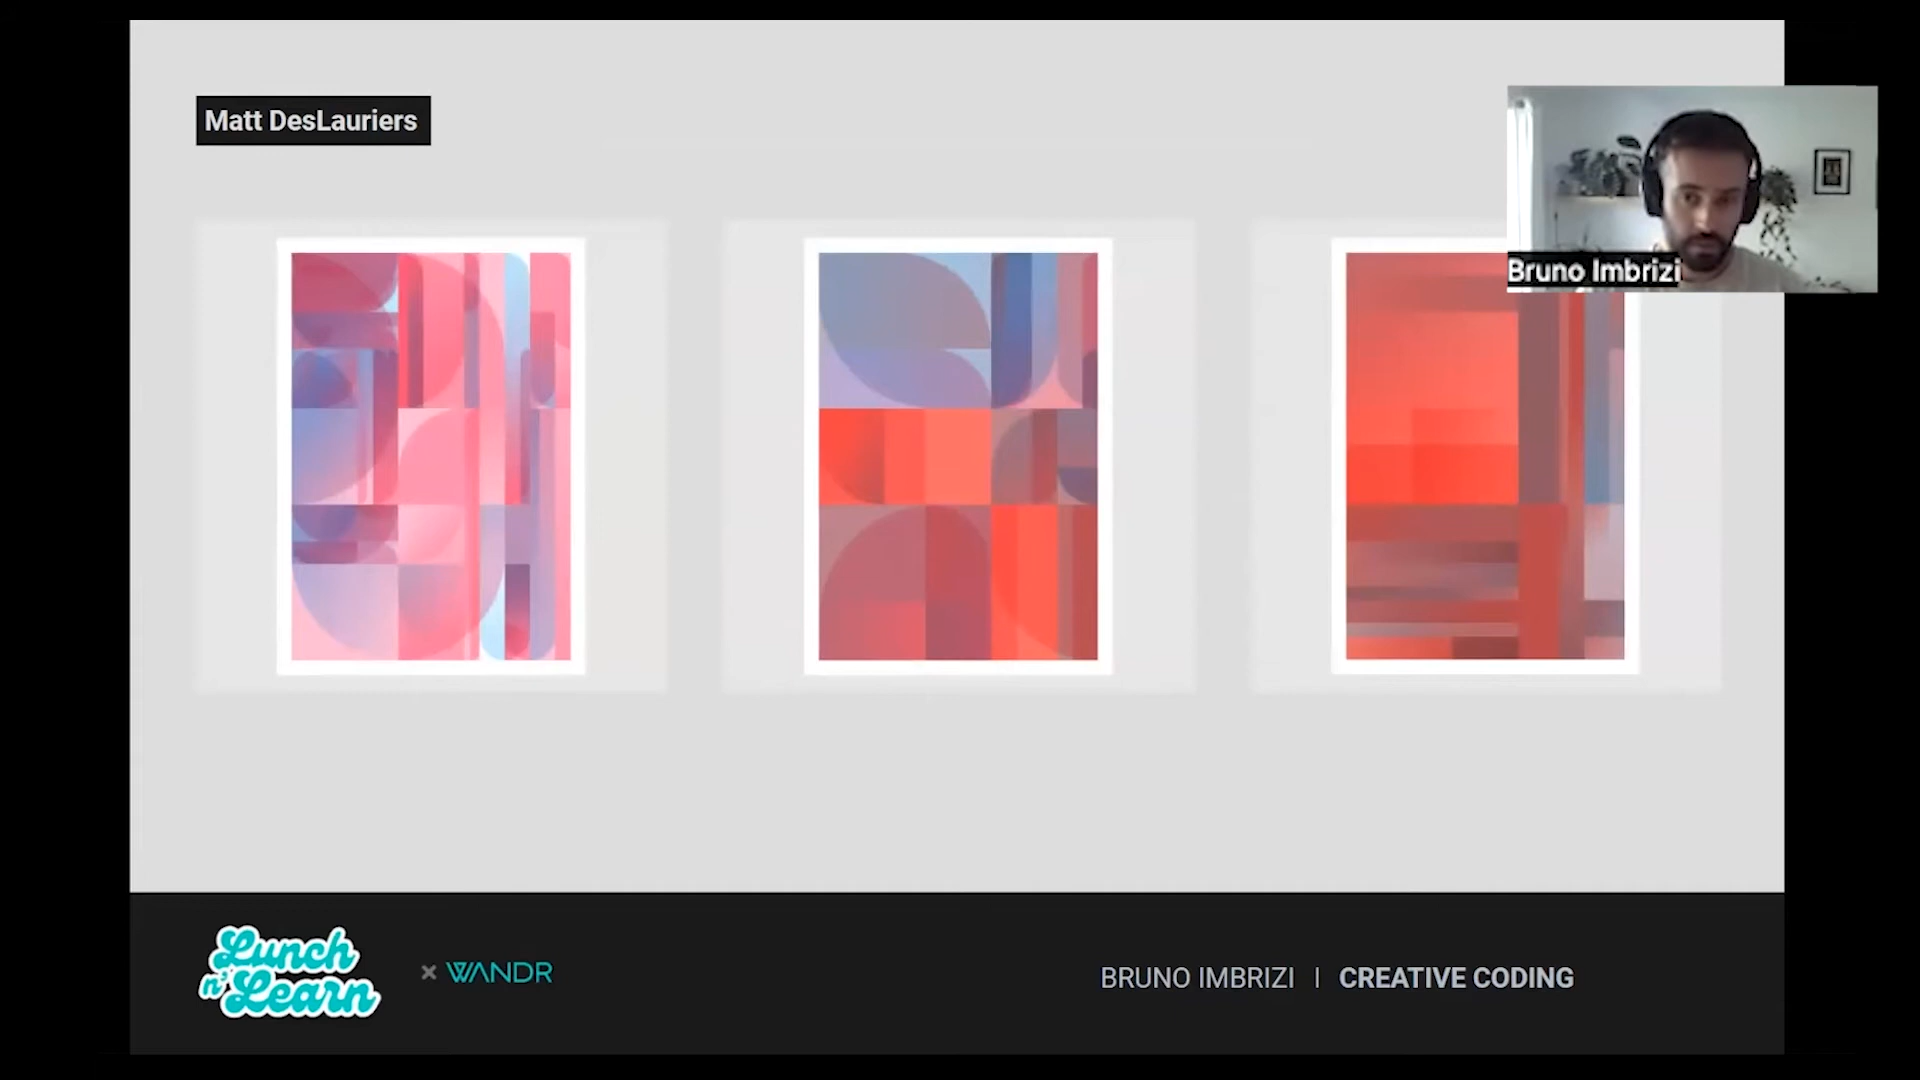 Matt DesLauriers
Bruno Imbrizi
Lunch
n' Learn
× WANDR
BRUNO IMBRIZI | CREATIVE CODING